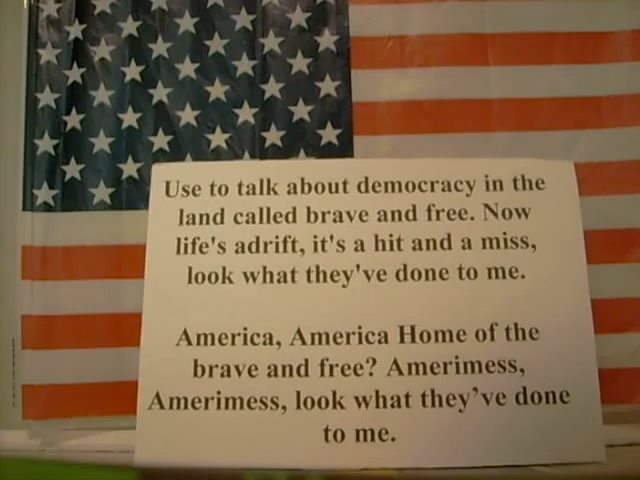 Use to talk about democracy in the
land called brave and free. Now
life's adrift, it's a hit and a miss,
look what they've done to me.
America, America Home of the
brave and free? Amerimess,
Amerimess, look what they’ve done
to me.